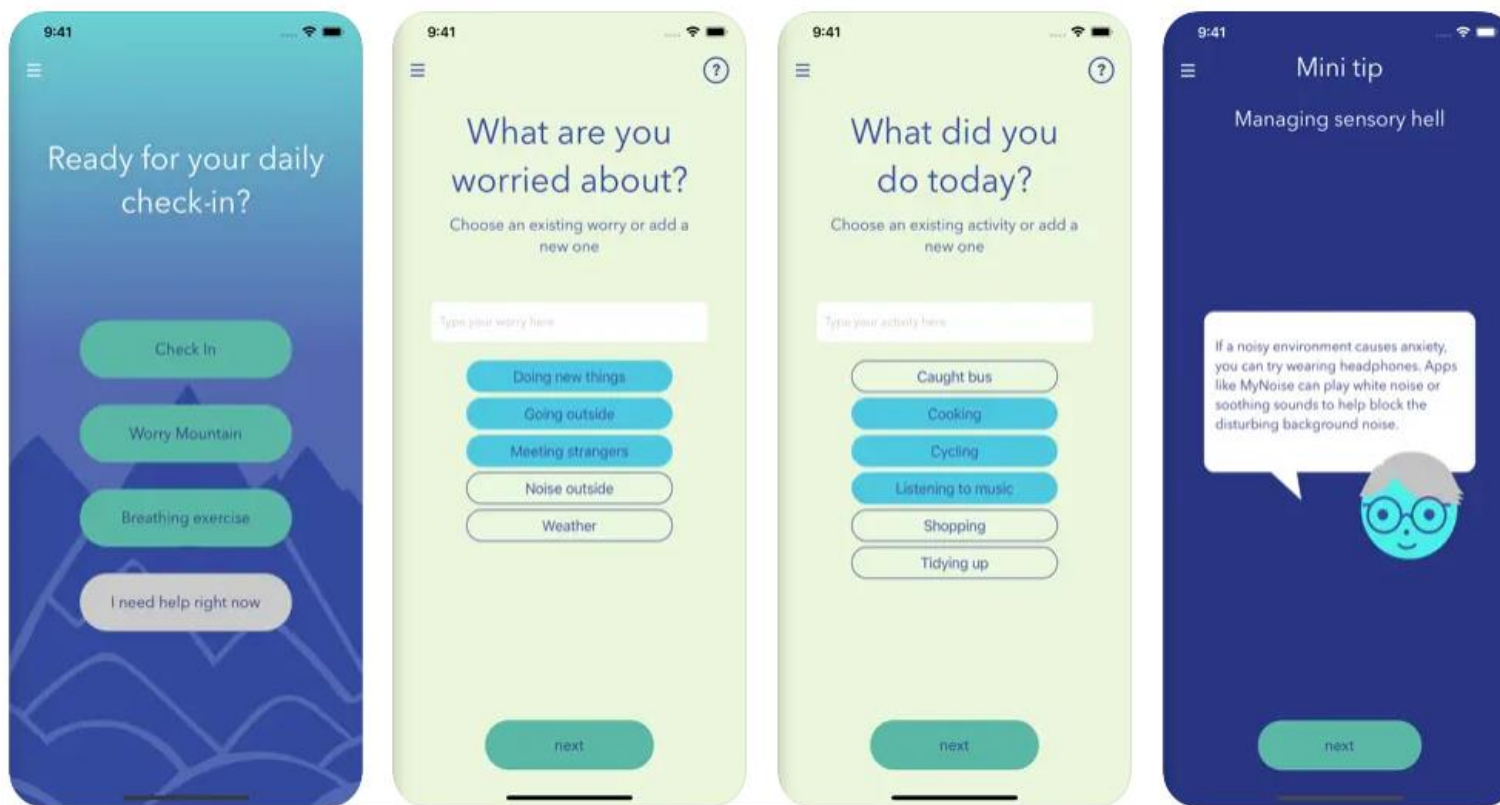 9:41
Ready for your daily
check-in?
Check In
Worry Mountain
Breathing exercise
I need help right now
9:41
?
What are you
worried about?
Choose an existing worry or add a
new one
Type your worry here
Doing new things
Going outside
Meeting strangers
Noise outside
Weather
next
9:41
?
What did you
do today?
Choose an existing activity or add a
new one
Type your activity here
Caught bus
Cooking
Cycling
Listening to music
Shopping
Tidying up
next
9:41
Mini tip
Managing sensory hell
If a noisy environment causes anxiety,
you can try wearing headphones. Apps
like MyNoise can play white noise or
soothing sounds to help block the
disturbing background noise.
next